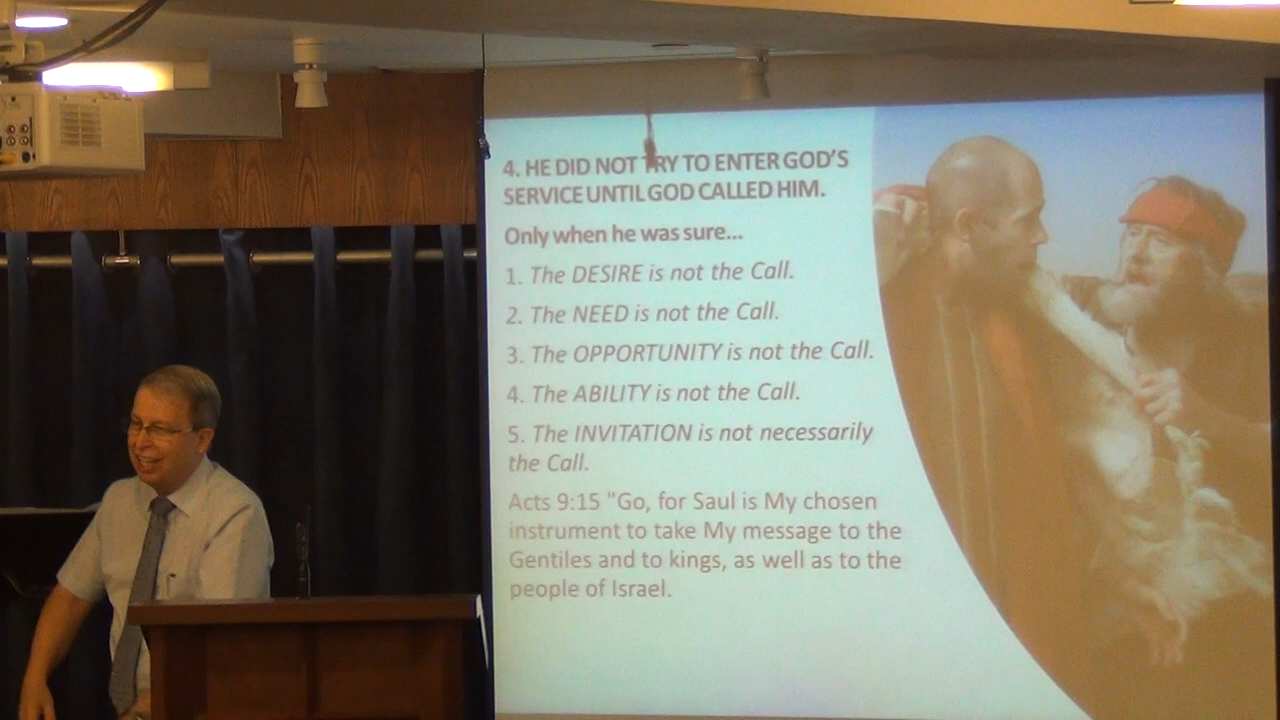 4. HE DID NOT TRY TO ENTER GOD'S
SERVICE UNTIL GOD CALLED HIM.
Only when he was sure...
1. The DESIRE is not the Call.
2. The NEED is not the Call.
3. The OPPORTUNITY is not the Call.
4. The ABILITY is not the Call.
5. The INVITATION is not necessarily
the Call.
Acts 9:15 "Go, for Saul is My chosen
instrument to take My message to the
Gentiles and to kings, as well as to the
people of Israel.